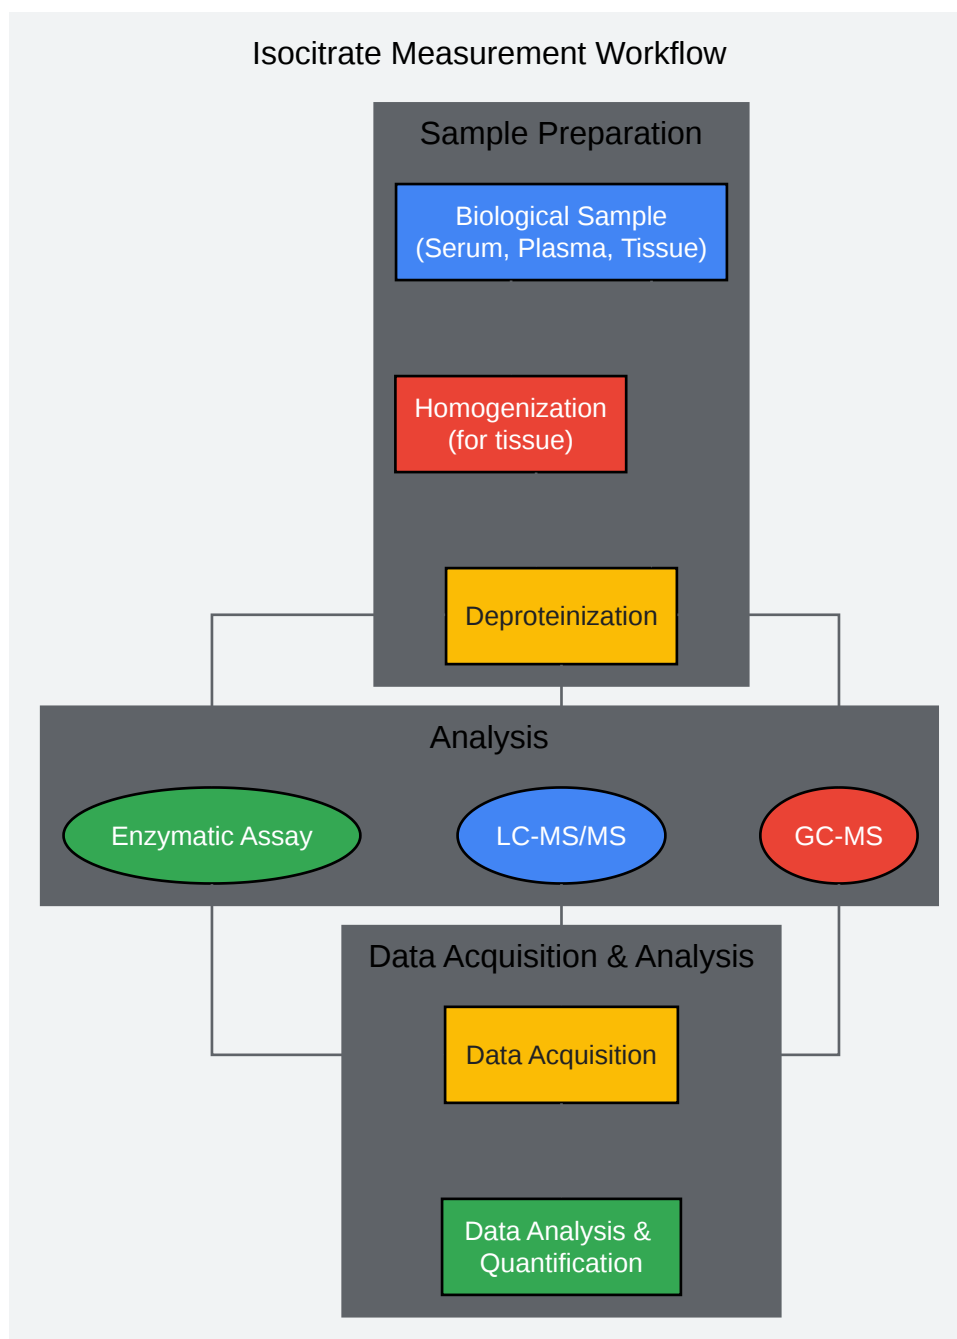 Isocitrate Measurement Workflow
Sample Preparation
Biological Sample
(Serum, Plasma, Tissue)
Homogenization
(for tissue)
Deproteinization
Analysis
Enzymatic Assay
LC-MS/MS
GC-MS
Data Acquisition & Analysis
Data Acquisition
Data Analysis &
Quantification